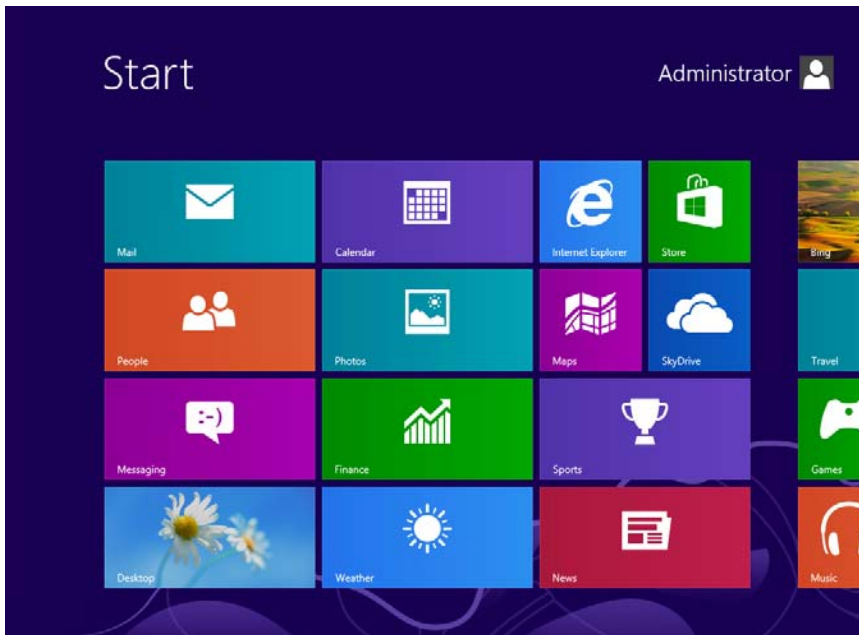 Start
Administrator
Mail
Calendar
Internet Explorer
Store
Bing
People
Photos
Maps
SkyDrive
Travel
Messaging
:-)
Finance
Sports
Games
Desktop
Weather
News
Music